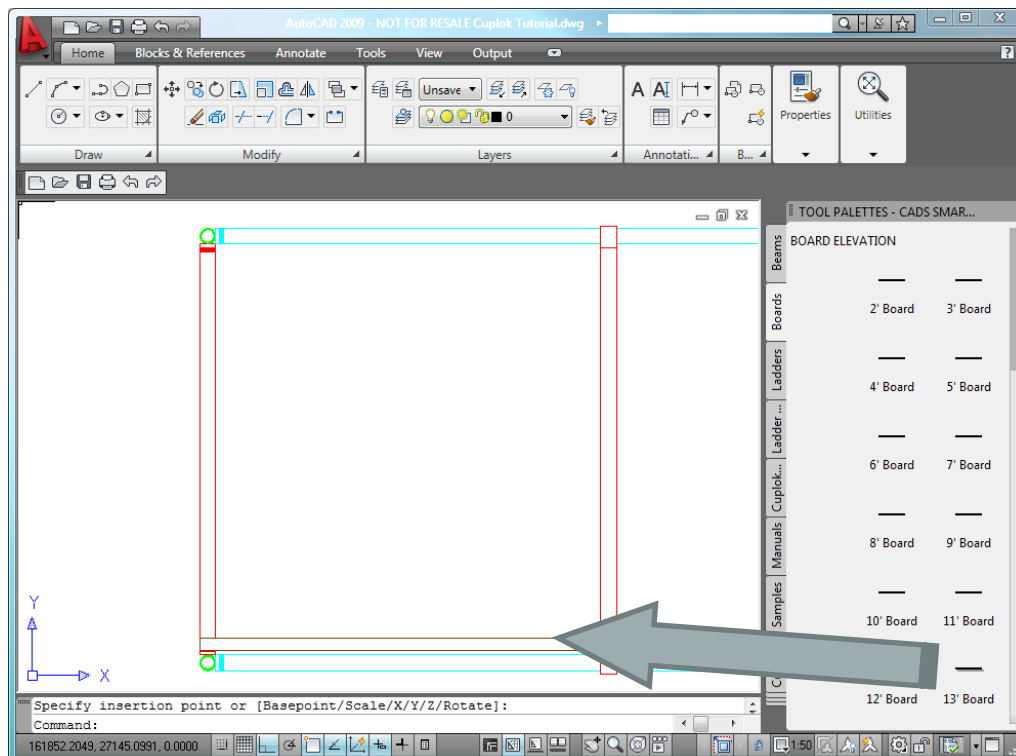 AutoCAD 2009 - NOT FOR RESALE Cuplok Tutorial.dwg
Home Blocks & References Annotate Tools View Output
Unsave
A AI
0
Properties Utilities
Draw Modify Layers Annotati... B...
TOOL PALETTES - CADS SMAR...
BOARD ELEVATION
Beams
Boards
Ladders
Ladder ...
Cuplok...
Manuals
Samples
2' Board 3' Board
4' Board 5' Board
6' Board 7' Board
8' Board 9' Board
10' Board 11' Board
12' Board 13' Board
Y
X
Specify insertion point or [Basepoint/Scale/X/Y/Z/Rotate]:
Command:
161852.2049, 27145.0991, 0.0000 1:50